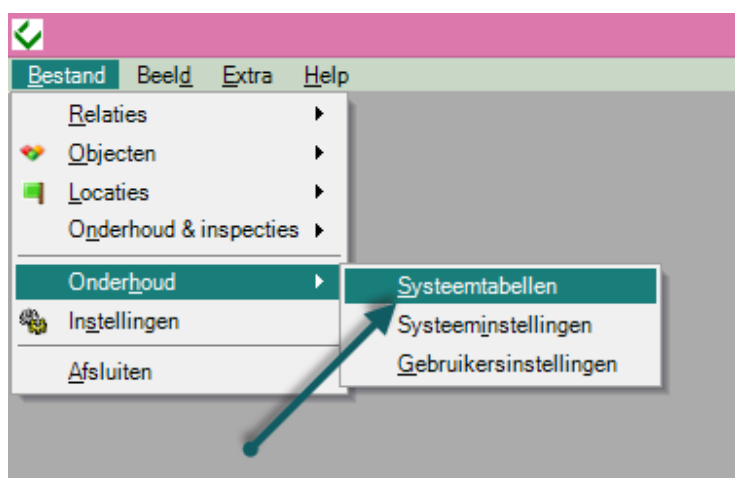 Bestand Beeld Extra Help
Relaties
Objecten
Locaties
Onderhoud & inspecties
Onderhoud
Instellingen
Afsluiten
Systeemtabellen
Systeeminstellingen
Gebruikersinstellingen